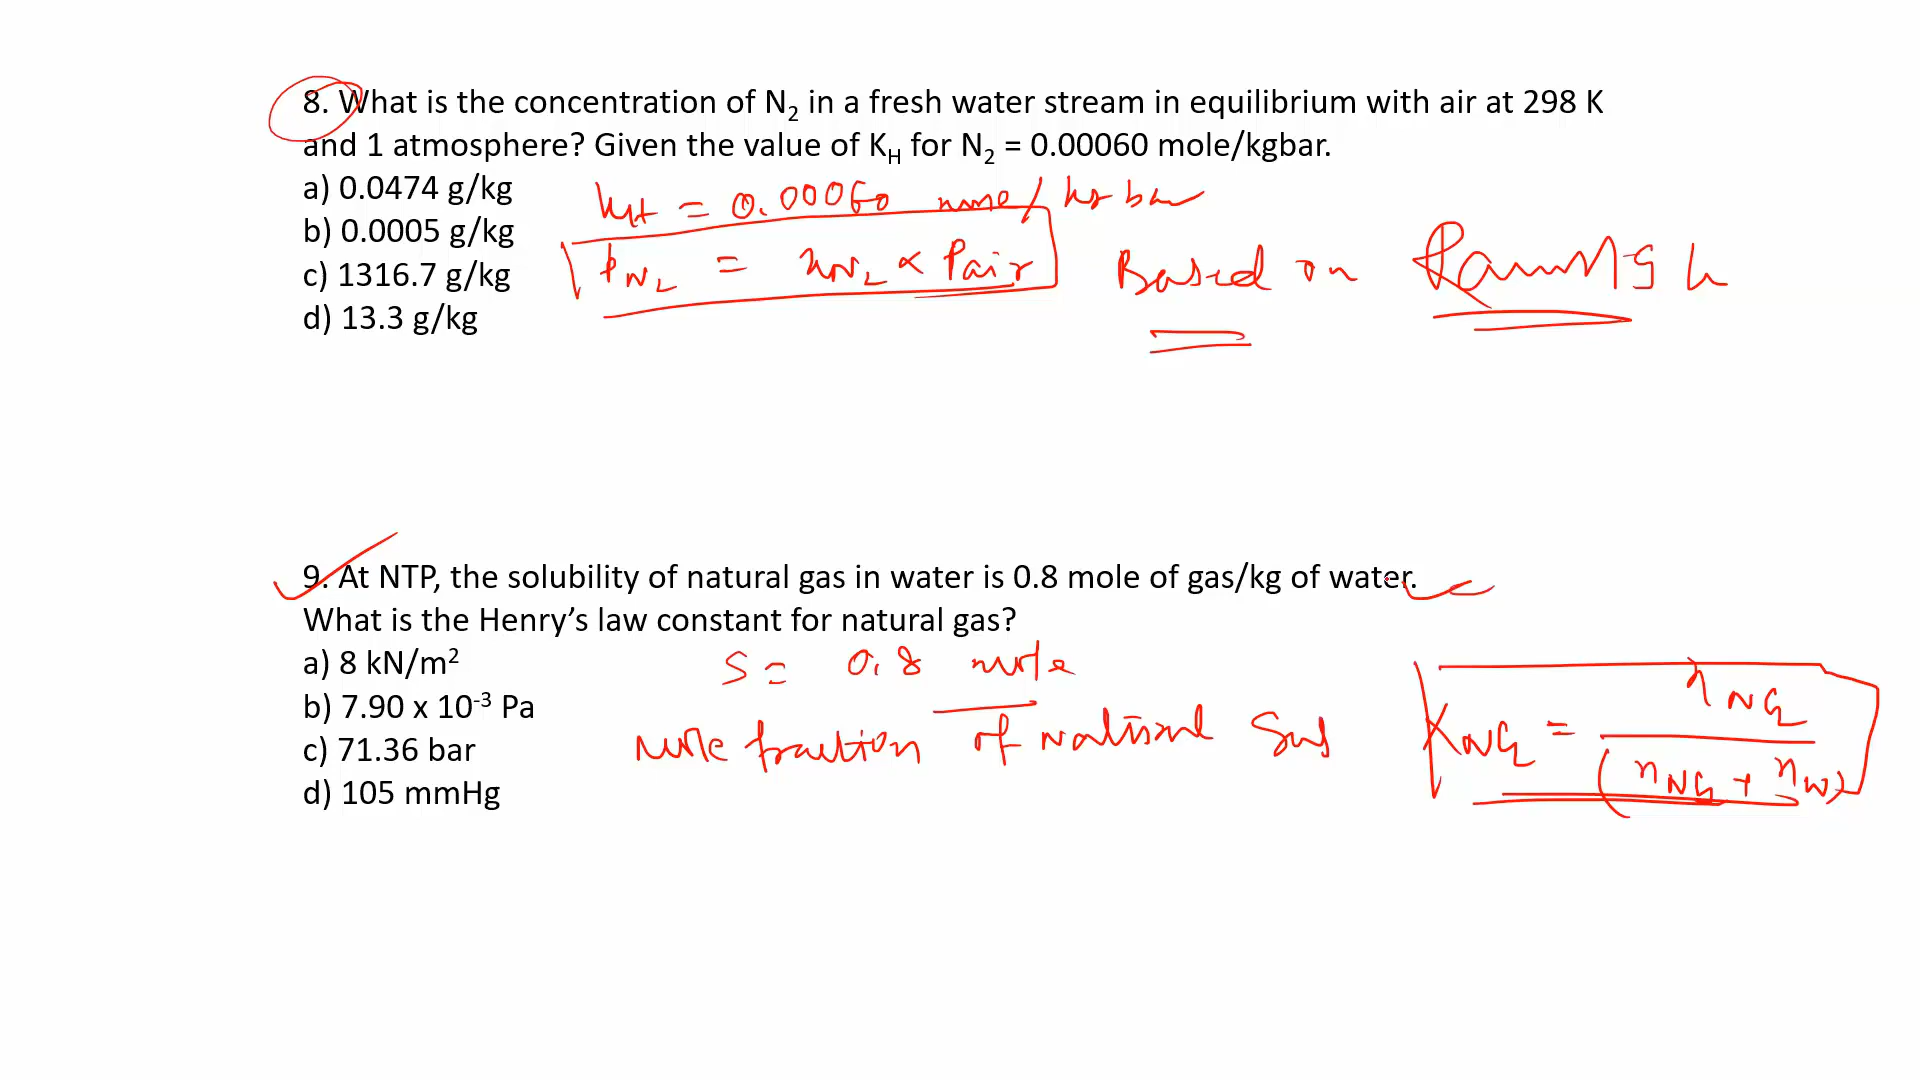 8. What is the concentration of N₂ in a fresh water stream in equilibrium with air at 298 K
and 1 atmosphere? Given the value of K_H for N₂ = 0.00060 mole/kgbar.
a) 0.0474 g/kg
b) 0.0005 g/kg
c) 1316.7 g/kg
d) 13.3 g/kg
KH = 0.00060 mole / kg bar
PN₂ = xN₂ × Pair
Based on
9. At NTP, the solubility of natural gas in water is 0.8 mole of gas/kg of water.
What is the Henry’s law constant for natural gas?
a) 8 kN/m²
b) 7.90 x 10⁻³ Pa
c) 71.36 bar
d) 105 mmHg
S = 0.8 mole
mole fraction of natural gas
XNG = nNG / (nNG + nW)